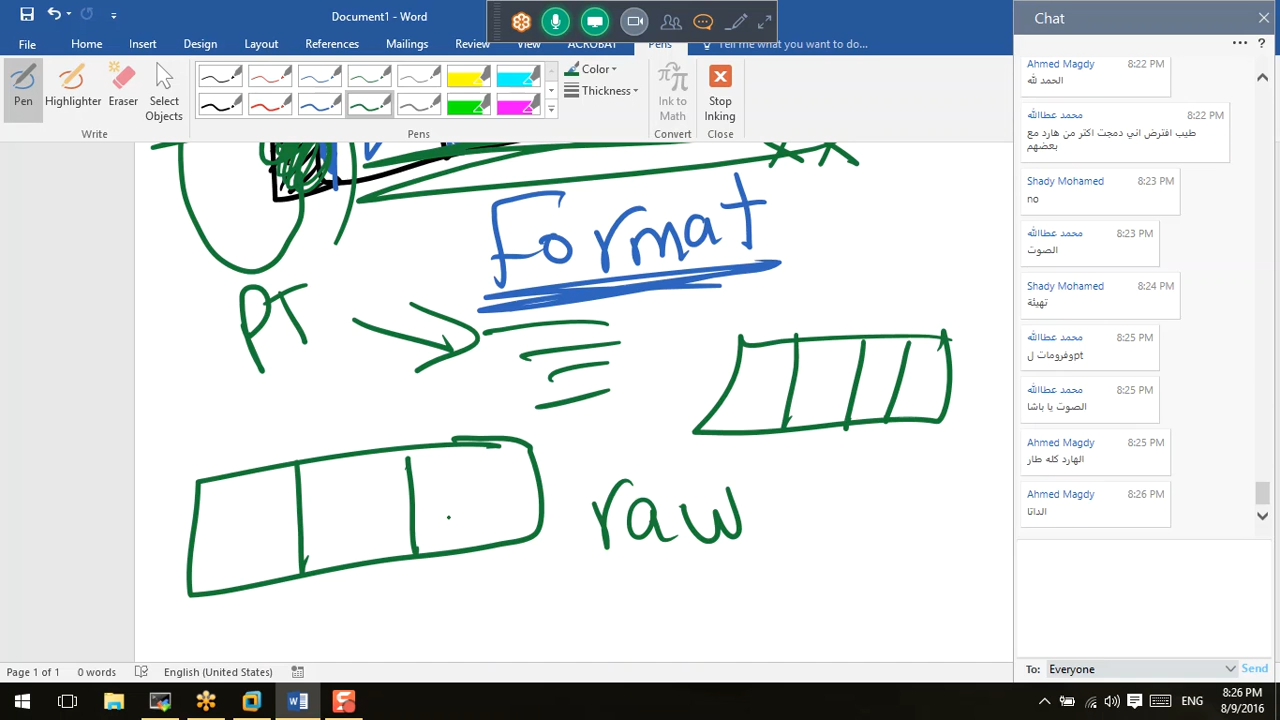 Document1 - Word
File
Home
Insert
Design
Layout
References
Mailings
Review
View
ACROBAT
Pens
Tell me what you want to do...
Pen
Highlighter
Eraser
Select Objects
Color
Thickness
Ink to Math
Stop Inking
Write
Pens
Convert
Close
Format
PT
raw
Chat
Ahmed Magdy 8:22 PM
الحمد لله
محمد عطاالله 8:22 PM
طيب افترض اني دمجت اكتر من هارد مع
بعضهم
Shady Mohamed 8:23 PM
no
محمد عطاالله 8:23 PM
الصوت
Shady Mohamed 8:24 PM
تهيئة
محمد عطاالله 8:25 PM
وفرومات ل pt
محمد عطاالله 8:25 PM
الصوت يا باشا
Ahmed Magdy 8:25 PM
الهارد كله طار
Ahmed Magdy 8:26 PM
الداتا
To: Everyone Send
Page 1 of 1 0 words English (United States)
ENG
8:26 PM
8/9/2016